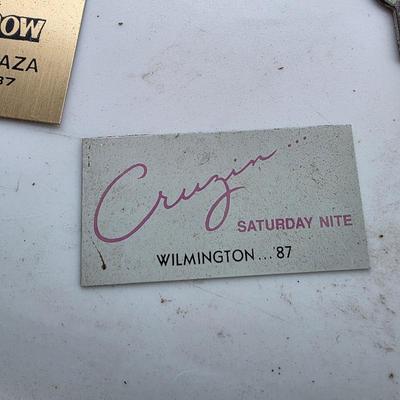 OW
AZA
87
Cruzin...
SATURDAY NITE
WILMINGTON...'87